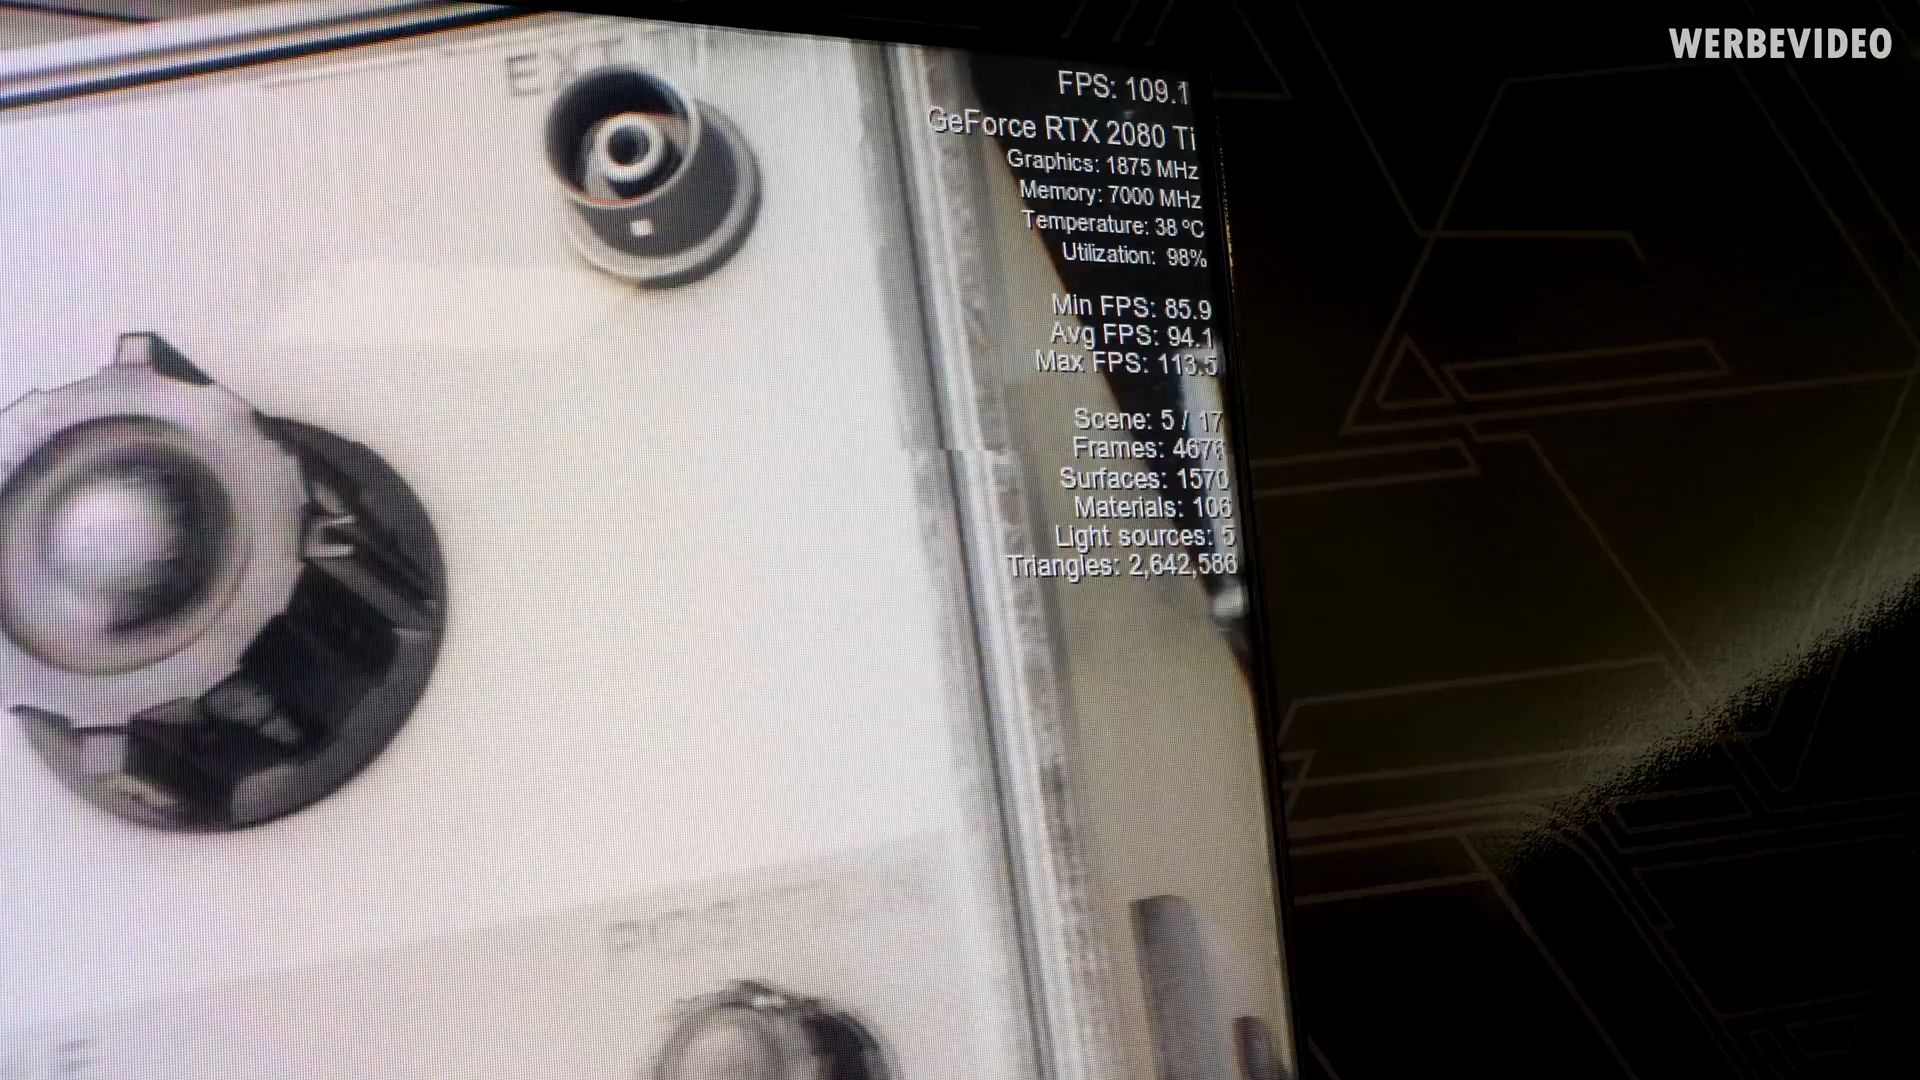 WERBEVIDEO
FPS: 109.1
GeForce RTX 2080 Ti
Graphics: 1875 MHz
Memory: 7000 MHz
Temperature: 38 ºC
Utilization: 98%
Min FPS: 85.9
Avg FPS: 94.1
Max FPS: 113.5
Scene: 5 / 17
Frames: 4676
Surfaces: 1570
Materials: 106
Light sources: 5
Triangles: 2,642,586